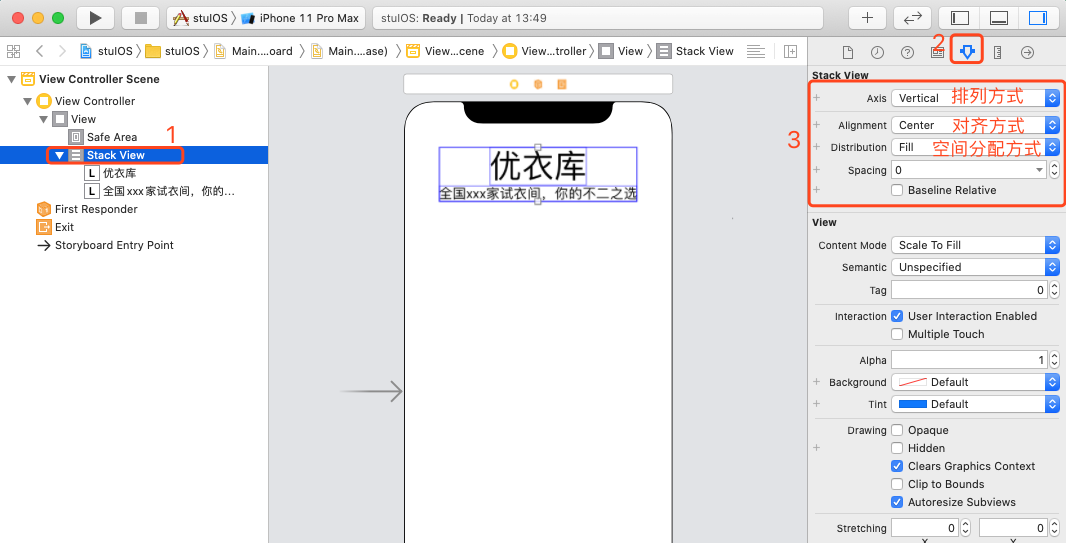 stuIOS
iPhone 11 Pro Max
stuIOS: Ready | Today at 13:49
stuIOS
stuIOS
Main....oard
Main....ase)
View...cene
View...troller
View
Stack View
2
View Controller Scene
View Controller
View
Safe Area
1
Stack View
L 优衣库
L 全国xxx家试衣间，你的...
First Responder
Exit
Storyboard Entry Point
优衣库
全国xxx家试衣间，你的不二之选
Stack View
Axis Vertical 排列方式
Alignment Center 对齐方式
3
Distribution Fill 空间分配方式
Spacing 0
Baseline Relative
View
Content Mode Scale To Fill
Semantic Unspecified
Tag 0
Interaction User Interaction Enabled
Multiple Touch
Alpha 1
Background Default
Tint Default
Drawing Opaque
Hidden
Clears Graphics Context
Clip to Bounds
Autoresize Subviews
Stretching 0 0